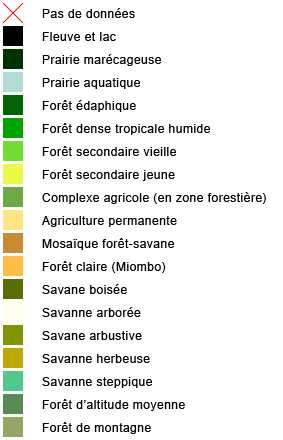 Pas de données
Fleuve et lac
Prairie marécageuse
Prairie aquatique
Forêt édaphique
Forêt dense tropicale humide
Forêt secondaire vieille
Forêt secondaire jeune
Complexe agricole (en zone forestière)
Agriculture permanente
Mosaïque forêt-savane
Forêt claire (Miombo)
Savane boisée
Savanne arborée
Savane arbustive
Savanne herbeuse
Savanne steppique
Forêt d'altitude moyenne
Forêt de montagne